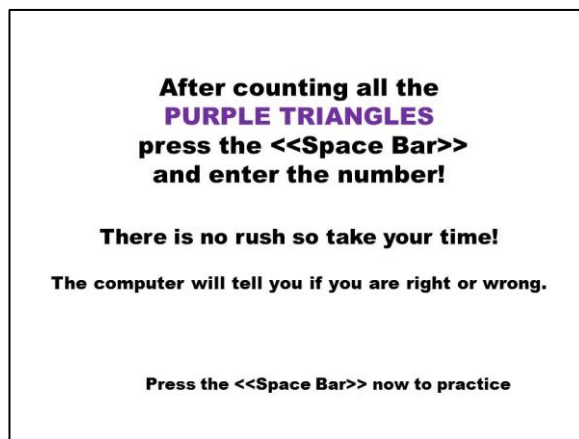 After counting all the
PURPLE TRIANGLES
press the <<Space Bar>>
and enter the number!
There is no rush so take your time!
The computer will tell you if you are right or wrong.
Press the <<Space Bar>> now to practice